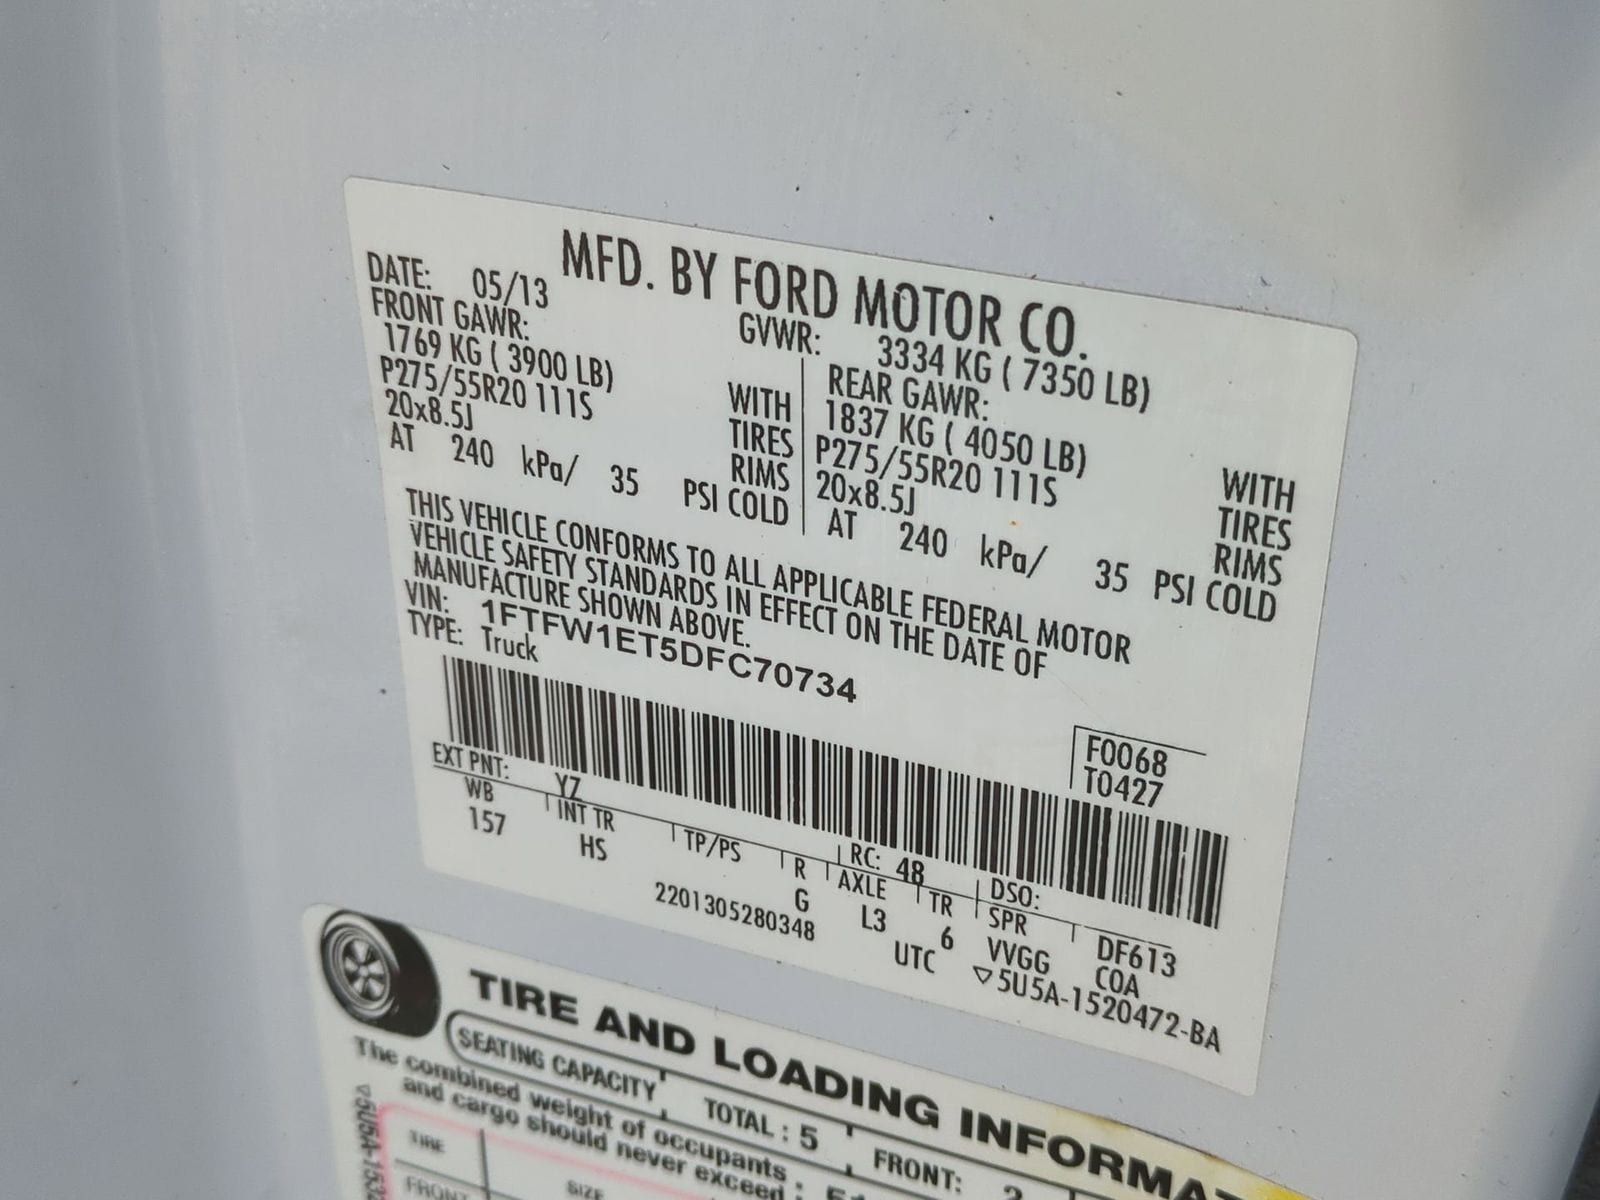 MFD. BY FORD MOTOR CO.
DATE: 05/13 GVWR: 3334 KG ( 7350 LB)
FRONT GAWR: REAR GAWR:
1769 KG ( 3900 LB) WITH 1837 KG ( 4050 LB) WITH
P275/55R20 111S TIRES P275/55R20 111S TIRES
20x8.5J RIMS 20x8.5J RIMS
AT 240 kPa/ 35 PSI COLD AT 240 kPa/ 35 PSI COLD
THIS VEHICLE CONFORMS TO ALL APPLICABLE FEDERAL MOTOR
VEHICLE SAFETY STANDARDS IN EFFECT ON THE DATE OF
MANUFACTURE SHOWN ABOVE.
VIN: 1FTFW1ET5DFC70734
TYPE: Truck
F0068
T0427
EXT PNT: YZ RC: 48 DSO:
WB INT TR TP/PS R AXLE TR SPR DF613
157 HS G L3 6 VVGG COA
2201305280348 UTC ▽5U5A-1520472-BA
TIRE AND LOADING INFORMA
SEATING CAPACITY TOTAL : 5 FRONT: 2
The combined weight of occupants
and cargo should never exceed :
TIRE SIZE
FRONT